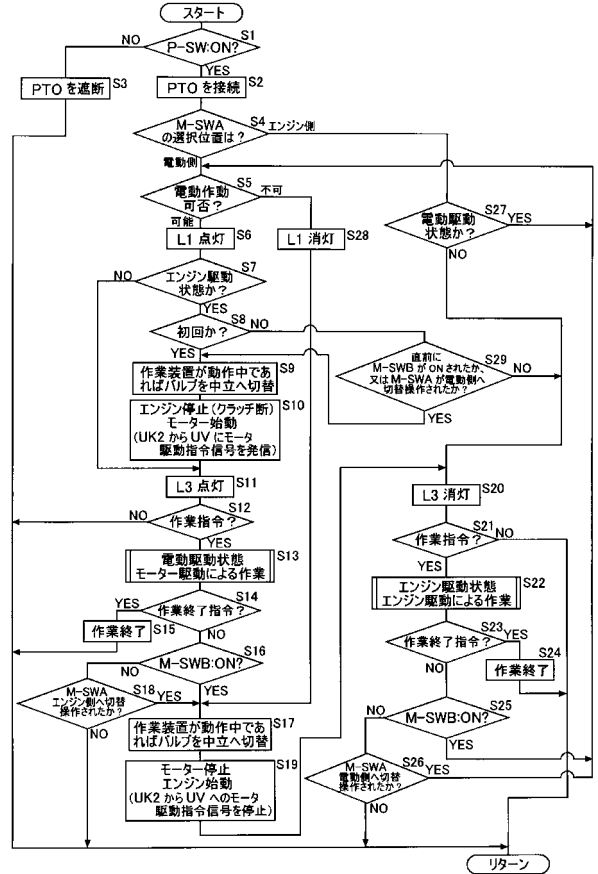 スタート
S1
P-SW:ON?
NO
YES
S3
PTOを遮断
S2
PTOを接続
S4
M-SWA
の選択位置は?
エンジン側
電動側
S5
電動作動
可否?
不可
可能
S6
L1 点灯
L1 消灯
S28
S27
電動駆動
状態か?
YES
NO
S7
エンジン駆動
状態か?
NO
YES
S8
初回か?
NO
YES
S29
直前に
M-SWB が ONされたか、
又は M-SWA が電動側へ
切替操作されたか?
NO
YES
S9
作業装置が動作中であ
ればバルブを中立へ切替
S10
エンジン停止(クラッチ断)
モーター始動
(UK2 から UV にモータ
駆動指令信号を発信)
S11
L3 点灯
S12
作業指令?
NO
YES
S13
電動駆動状態
モーター駆動による作業
S14
作業終了指令?
YES
NO
S15
作業終了
S16
M-SWB:ON?
NO
YES
S18
M-SWA
エンジン側へ切替
操作されたか?
YES
NO
S17
作業装置が動作中であ
ればバルブを中立へ切替
S19
モーター停止
エンジン始動
(UK2 から UV へのモータ
駆動指令信号を停止)
S20
L3 消灯
S21
作業指令?
NO
YES
S22
エンジン駆動状態
エンジン駆動による作業
S23
作業終了指令?
YES
NO
S24
作業終了
S25
M-SWB:ON?
NO
YES
S26
M-SWA
電動側へ切替
操作されたか?
YES
NO
リターン